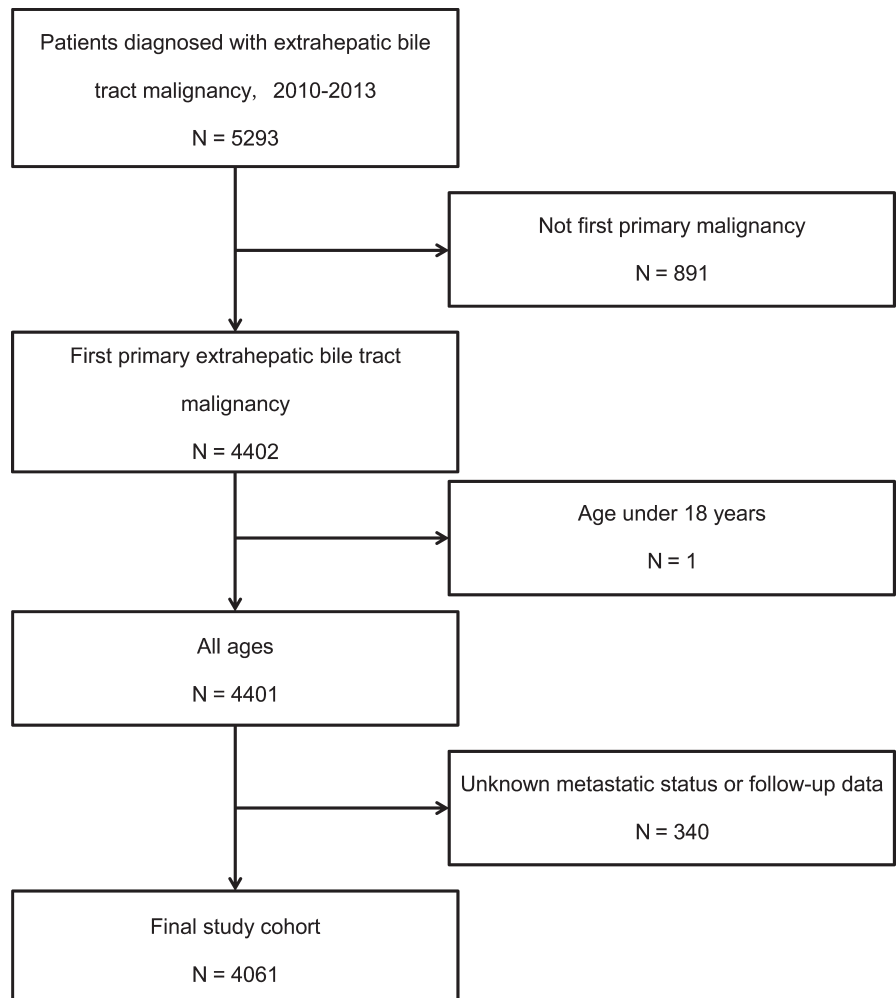 Patients diagnosed with extrahepatic bile
tract malignancy, 2010-2013
N = 5293
Not first primary malignancy
N = 891
First primary extrahepatic bile tract
malignancy
N = 4402
Age under 18 years
N = 1
All ages
N = 4401
Unknown metastatic status or follow-up data
N = 340
Final study cohort
N = 4061